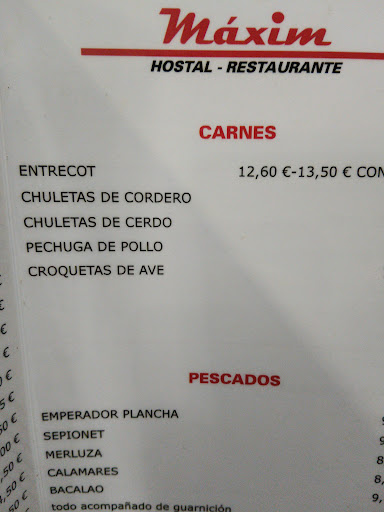 Máxim
HOSTAL - RESTAURANTE
CARNES
ENTRECOT 12,60 €-13,50 € CON
CHULETAS DE CORDERO
CHULETAS DE CERDO
PECHUGA DE POLLO
CROQUETAS DE AVE
PESCADOS
EMPERADOR PLANCHA
SEPIONET
MERLUZA
CALAMARES
BACALAO
todo acompañado de guarnición